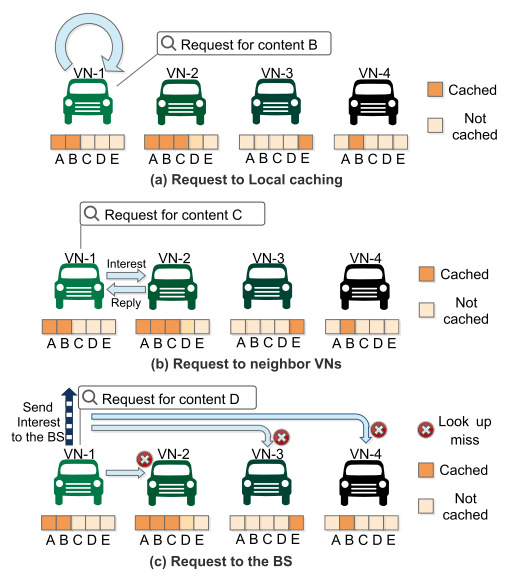 Request for content B
VN-1 VN-2 VN-3 VN-4
Cached
Not
cached
A B C D E A B C D E A B C D E A B C D E
(a) Request to Local caching
Request for content C
VN-1 Interest VN-2 VN-3 VN-4
Reply
Cached
Not
cached
A B C D E A B C D E A B C D E A B C D E
(b) Request to neighbor VNs
Request for content D
Send
Interest
to the BS
Look up
miss
VN-1 VN-2 VN-3 VN-4
Cached
Not
cached
A B C D E A B C D E A B C D E A B C D E
(c) Request to the BS